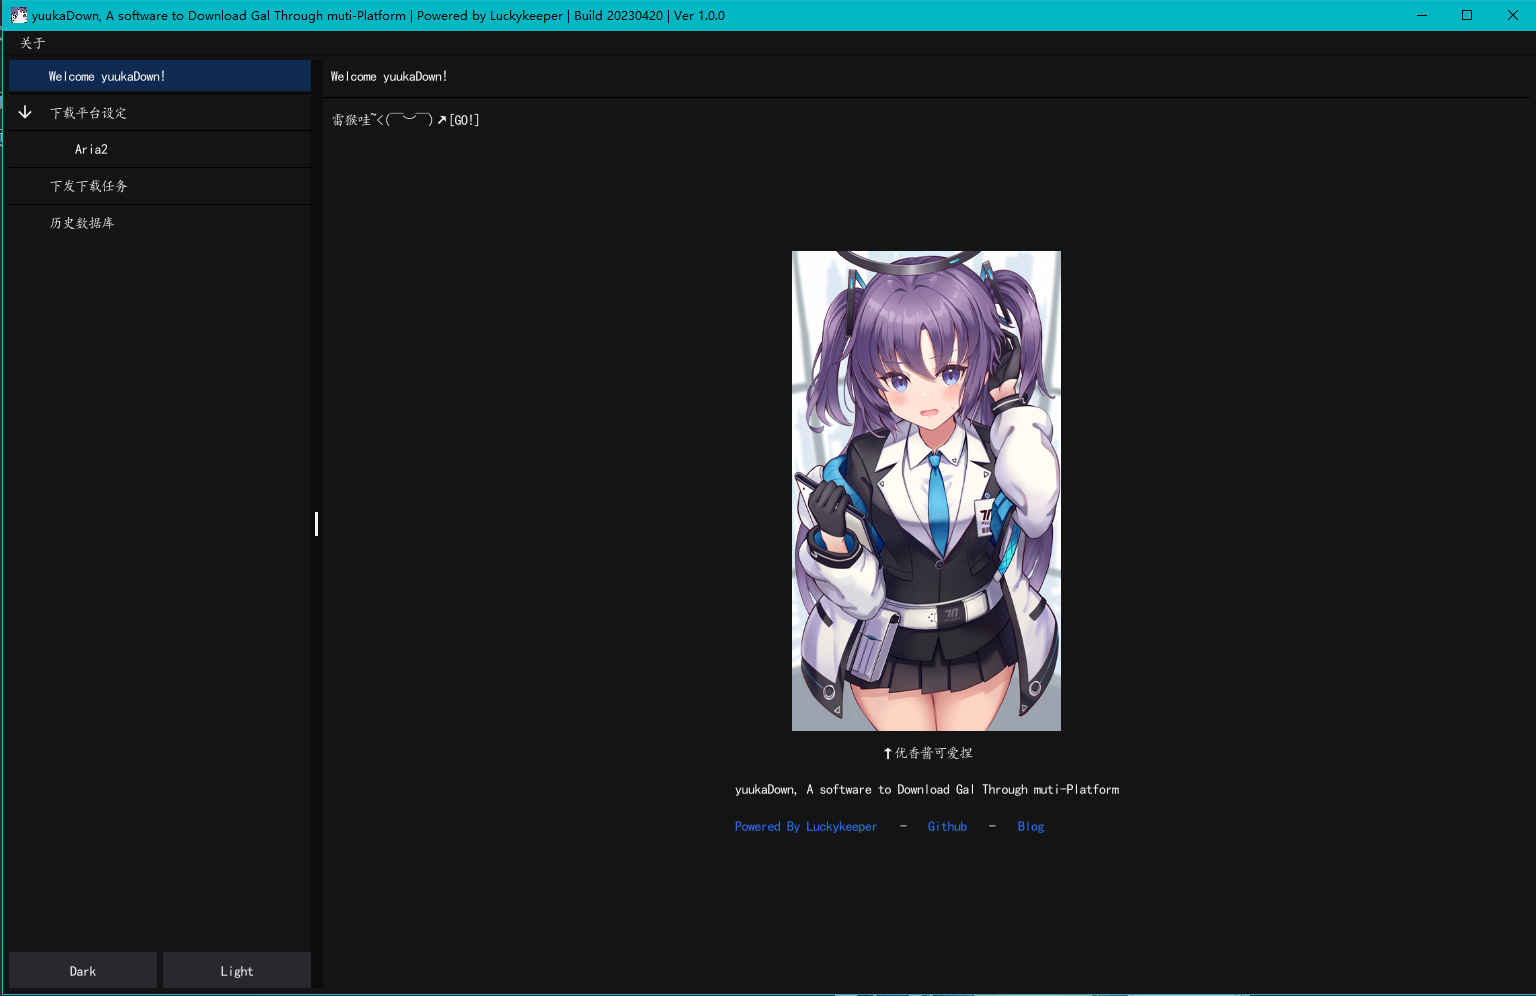 yuukaDown, A software to Download Gal Through muti-Platform | Powered by Luckykeeper | Build 20230420 | Ver 1.0.0
关于
Welcome yuukaDown!
下载平台设定
Aria2
下发下载任务
历史数据库
Dark
Light
Welcome yuukaDown!
雷猴哇~<(￣︶￣)↗[GO!]
↑优香酱可爱捏
yuukaDown, A software to Download Gal Through muti-Platform
Powered By Luckykeeper - Github - Blog